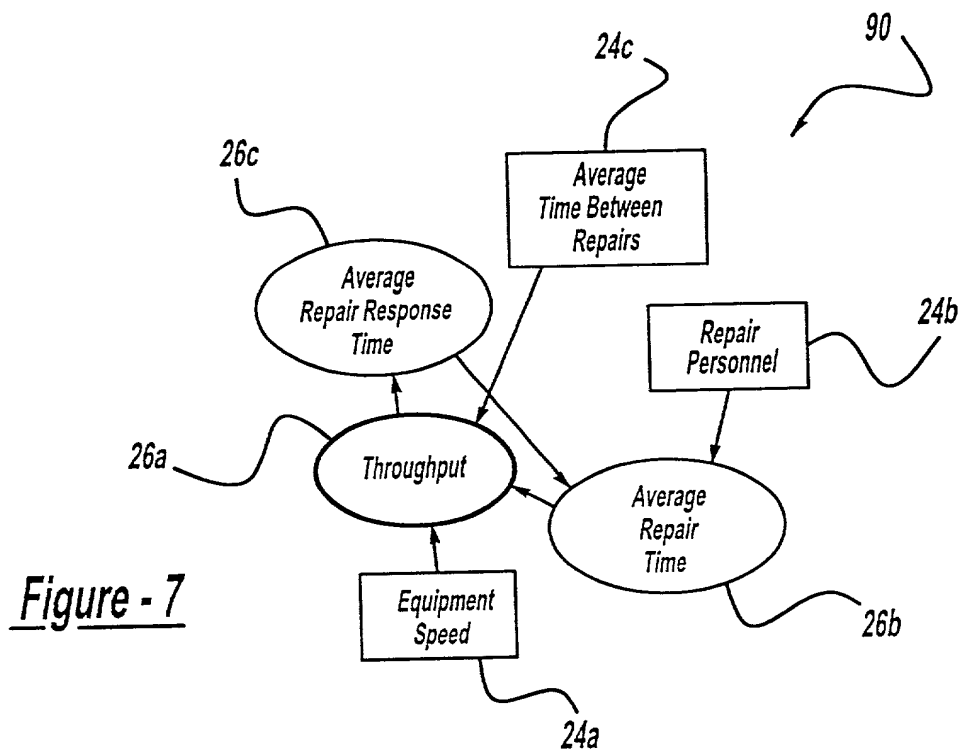 90
24c
26c
Average
Time Between
Repairs
Average
Repair Response
Time
24b
Repair
Personnel
26a
Throughput
Average
Repair
Time
Figure - 7
Equipment
Speed
26b
24a